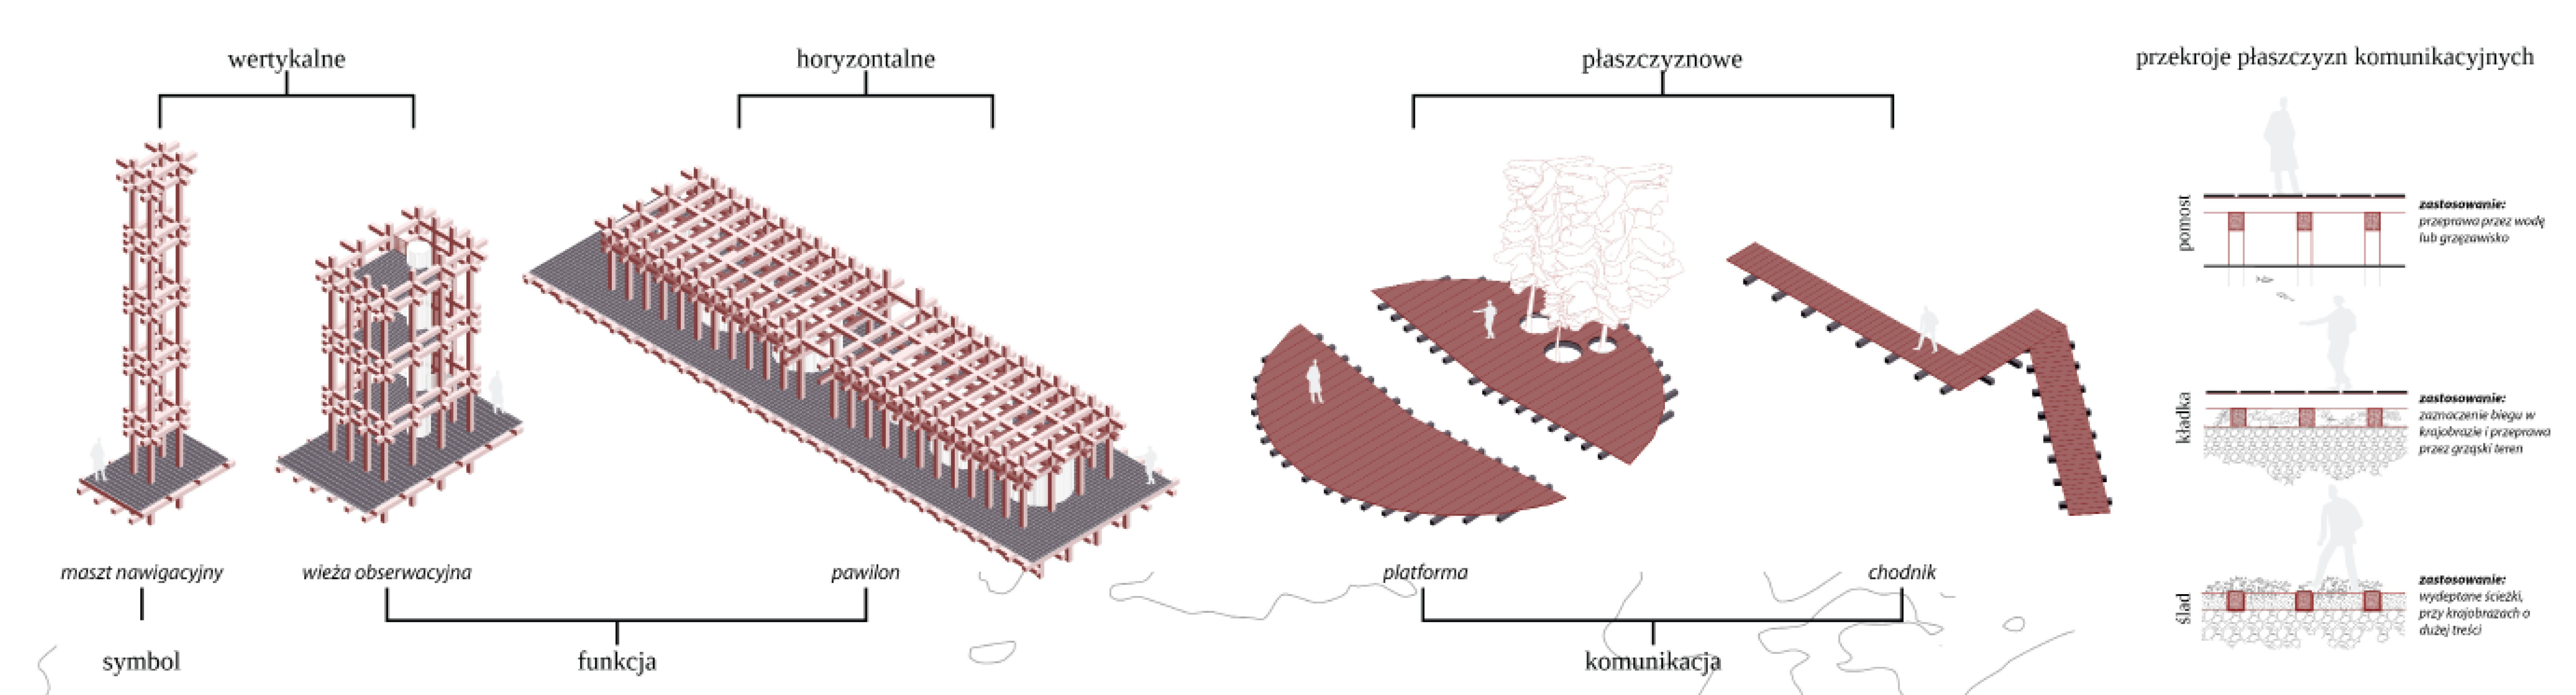 wertykalne
horyzontalne
płaszczyznowe
przekroje płaszczyzn komunikacyjnych
pomost
zastosowanie:
przeprawa przez wodę
lub grzęzawisko
kładka
zastosowanie:
zaznaczenie biegu w
krajobrazie i przeprawa
przez grząski teren
ślad
zastosowanie:
wydeptane ścieżki,
przy krajobrazach o
dużej treści
maszt nawigacyjny
wieża obserwacyjna
pawilon
platforma
chodnik
symbol
funkcja
komunikacja